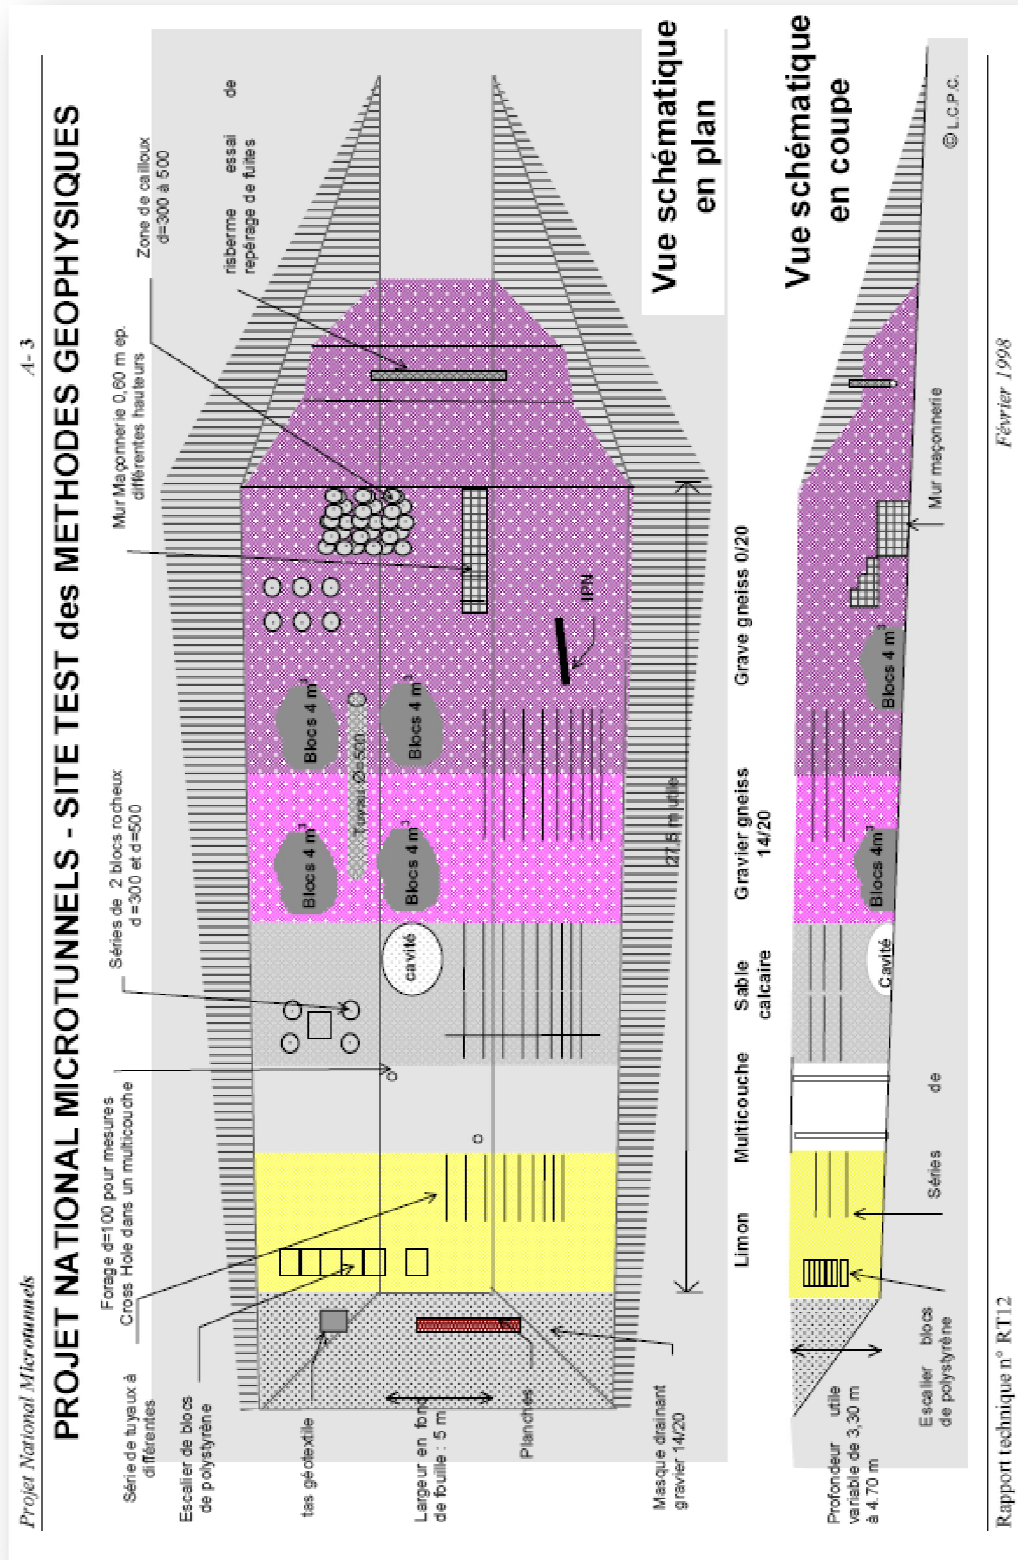 Projet National Microtunnels
A- 3
PROJET NATIONAL MICROTUNNELS - SITE TEST des METHODES GEOPHYSIQUES
Série de tuyaux à
différentes
Forage d=100 pour mesures
Cross Hole dans un multicouche
Séries de 2 blocs rocheux
d=300 et d=500
Mur Maçonnerie 0,60 m ep.
différentes hauteurs
Zone de cailloux
d=300 à 500
risberme essai de
repérage de fuites
Escalier de blocs
de polystyrène
tas géotextile
Largeur en fond
de fouille : 5 m
Planches
Masque drainant
gravier 14/20
Blocs 4 m³
Blocs 4 m³
Blocs 4 m³
Blocs 4 m³
Tuyau Ø=500
cavité
IPN
27,5 m utile
Vue schématique
en plan
Limon
Multicouche
Sable
calcaire
Gravier gneiss
14/20
Grave gneiss 0/20
Vue schématique
en coupe
Cavité
Blocs 4m³
Blocs 4 m³
Profondeur utile
variable de 3,30 m
à 4.70 m
Escalier blocs
de polystyrène
Séries de
Mur maçonnerie
© L.C.P.C.
Rapport technique n° RT12
Février 1998